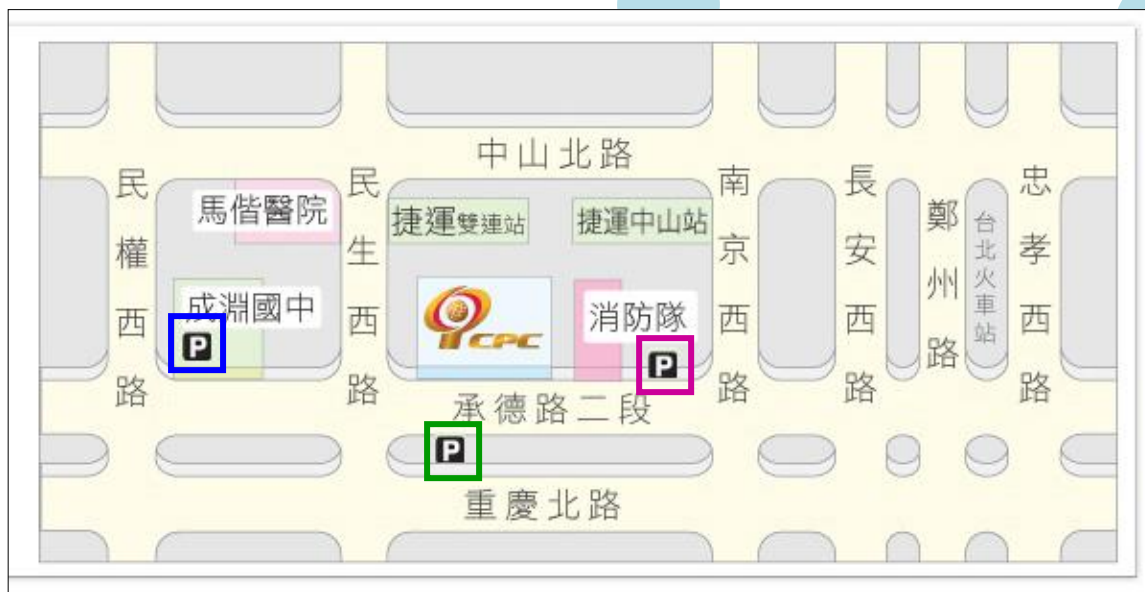 中山北路
民權西路
馬偕醫院
民生西路
捷運雙連站
捷運中山站
南京西路
長安西路
鄭州路
台北火車站
忠孝西路
成淵國中
CPC
消防隊
P
P
承德路二段
P
重慶北路